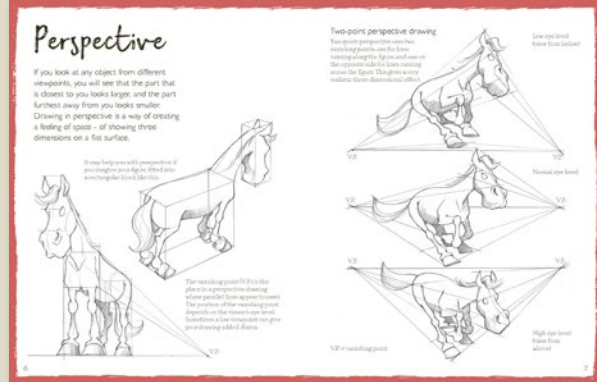 Perspective
If you look at any object from different
viewpoints, you will see that the part that
is closest to you looks larger, and the part
furthest away from you looks smaller.
Drawing in perspective is a way of creating
a feeling of space - of showing three
dimensions on a flat surface.
It may help you with perspective if
you imagine your figure fitted into
a rectangular block like this.
The vanishing point (V.P.) is the
place in a perspective drawing
where parallel lines appear to meet.
The position of the vanishing point
depends on the viewer's eye level.
Sometimes a low viewpoint can give
your drawing added drama.
V.P.
6
Two-point perspective drawing
Two-point perspective uses two
vanishing points: one for lines
running along the figure, and one on
the opposite side for lines running
across the figure. This gives a very
realistic three-dimensional effect.
Low eye level
(view from below)
V.P.
V.P.
Normal eye level
V.P.
V.P.
V.P.
V.P.
V.P. = vanishing point
High eye level
(view from
above)
7